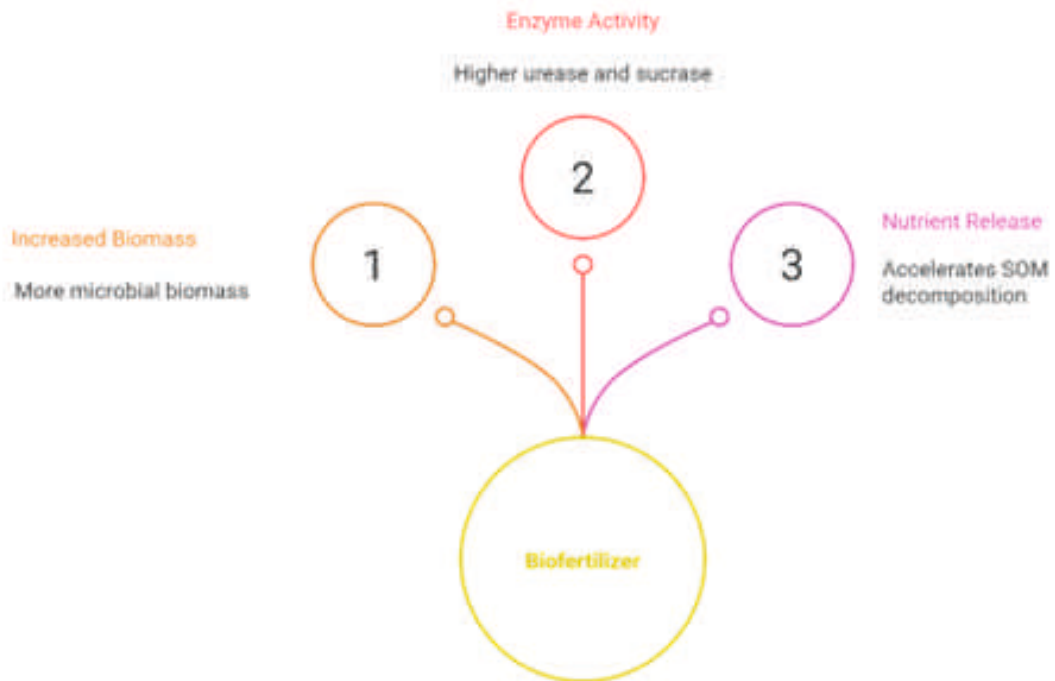 Enzyme Activity
Higher urease and sucrase
2
Increased Biomass
More microbial biomass
1
3
Nutrient Release
Accelerates SOM
decomposition
Biofertilizer